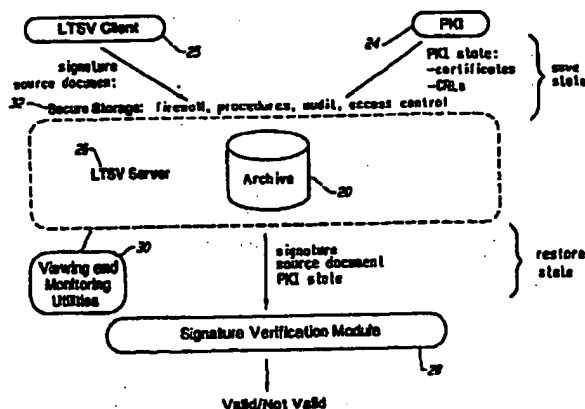 LTSV Client
PKI
25
24
signature
source document
PKI state:
-certificates
-CRLs
save
state
32
Secure Storage: firewall, procedures, audit, access control
26
LTSV Server
Archive
20
30
Viewing and
Monitoring
Utilities
signature
source document
PKI state
restore
state
Signature Verification Module
28
Valid/Not Valid